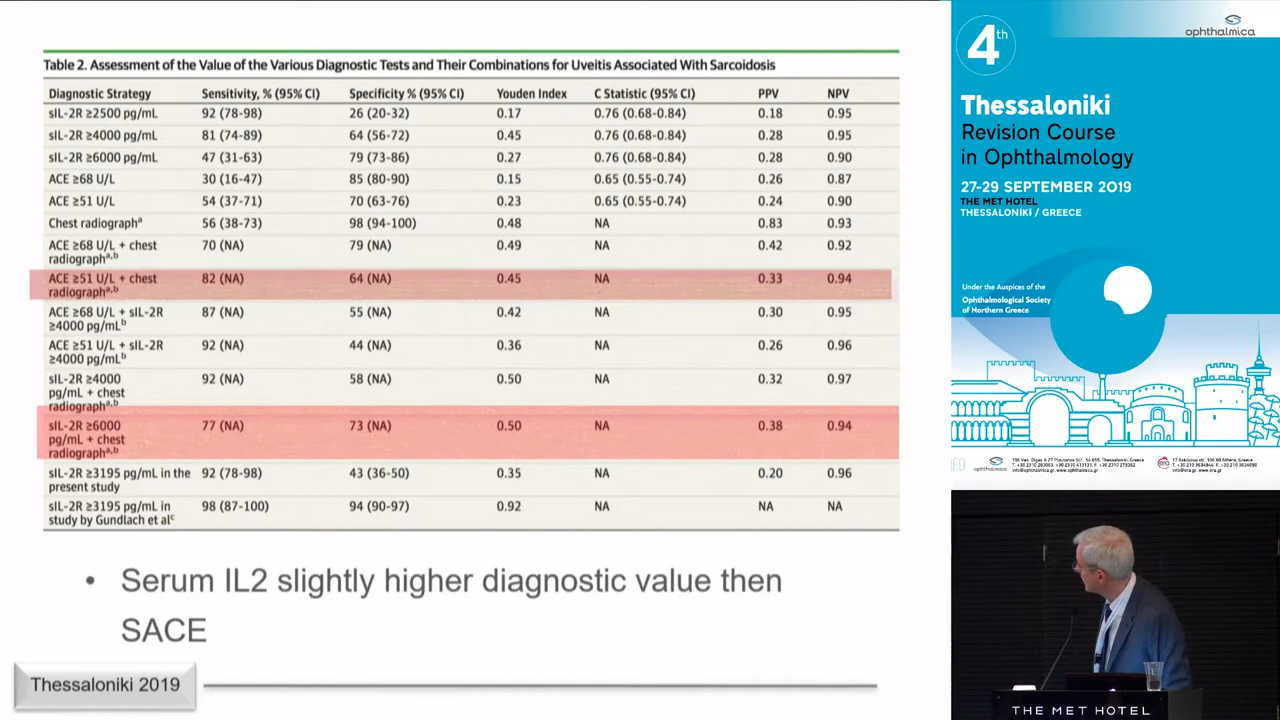 Table 2. Assessment of the Value of the Various Diagnostic Tests and Their Combinations for Uveitis Associated With Sarcoidosis
Diagnostic Strategy Sensitivity, % (95% CI) Specificity % (95% CI) Youden Index C Statistic (95% CI) PPV NPV
sIL-2R ≥2500 pg/mL 92 (78-98) 26 (20-32) 0.17 0.76 (0.68-0.84) 0.18 0.95
sIL-2R ≥4000 pg/mL 81 (74-89) 64 (56-72) 0.45 0.76 (0.68-0.84) 0.28 0.95
sIL-2R ≥6000 pg/mL 47 (31-63) 79 (73-86) 0.27 0.76 (0.68-0.84) 0.28 0.90
ACE ≥68 U/L 30 (16-47) 85 (80-90) 0.15 0.65 (0.55-0.74) 0.26 0.87
ACE ≥51 U/L 54 (37-71) 70 (63-76) 0.23 0.65 (0.55-0.74) 0.24 0.90
Chest radiographᵃ 56 (38-73) 98 (94-100) 0.48 NA 0.83 0.93
ACE ≥68 U/L + chest 70 (NA) 79 (NA) 0.49 NA 0.42 0.92
radiographᵃ,ᵇ
ACE ≥51 U/L + chest 82 (NA) 64 (NA) 0.45 NA 0.33 0.94
radiographᵃ,ᵇ
ACE ≥68 U/L + sIL-2R 87 (NA) 55 (NA) 0.42 NA 0.30 0.95
≥4000 pg/mLᵇ
ACE ≥51 U/L + sIL-2R 92 (NA) 44 (NA) 0.36 NA 0.26 0.96
≥4000 pg/mLᵇ
sIL-2R ≥4000 92 (NA) 58 (NA) 0.50 NA 0.32 0.97
pg/mL + chest
radiographᵃ,ᵇ
sIL-2R ≥6000 77 (NA) 73 (NA) 0.50 NA 0.38 0.94
pg/mL + chest
radiographᵃ,ᵇ
sIL-2R ≥3195 pg/mL in the 92 (78-98) 43 (36-50) 0.35 NA 0.20 0.96
present study
sIL-2R ≥3195 pg/mL in 98 (87-100) 94 (90-97) 0.92 NA NA NA
study by Gundlach et alᶜ
• Serum IL2 slightly higher diagnostic value then
SACE
Thessaloniki 2019
ophthalmica
4th
Thessaloniki
Revision Course
in Ophthalmology
27-29 SEPTEMBER 2019
THE MET HOTEL
THESSALONIKI / GREECE
Under the Auspices of the
Ophthalmological Society
of Northern Greece
ophthalmica
THE MET HOTEL